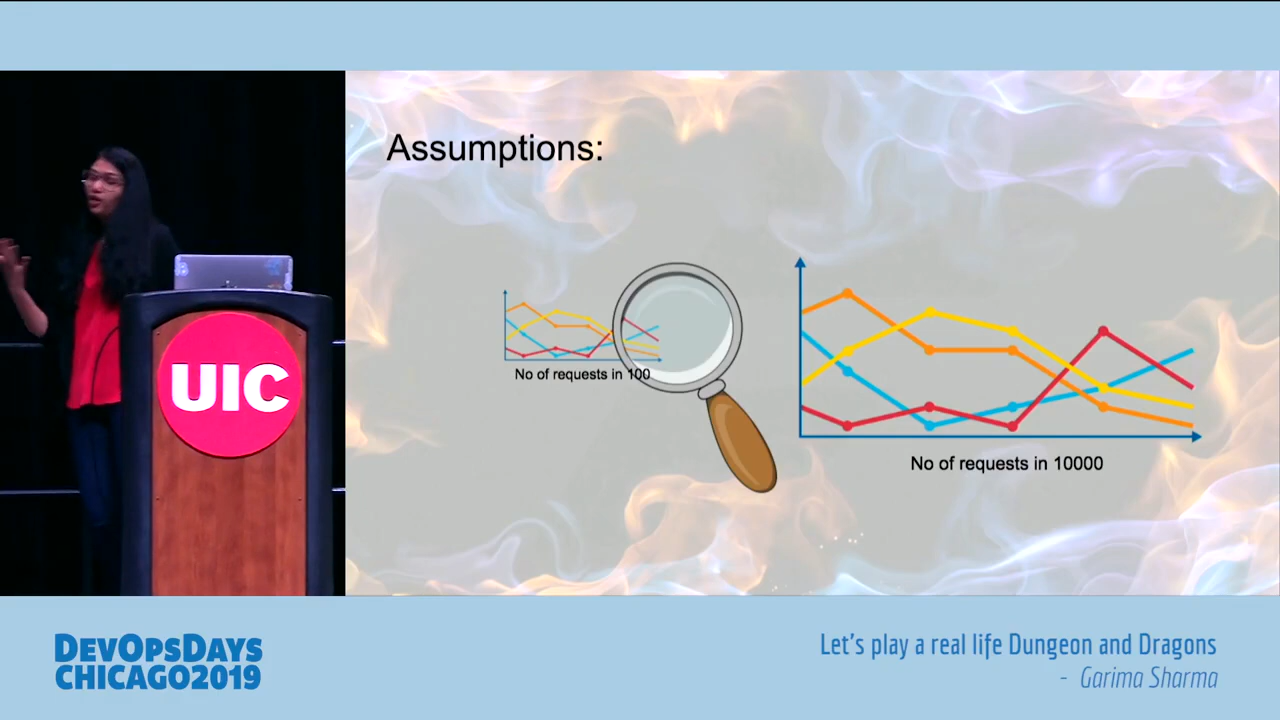 Assumptions:
No of requests in 100
No of requests in 10000
UIC
DevOpsDays
CHICAGO2019
Let's play a real life Dungeon and Dragons
- Garima Sharma